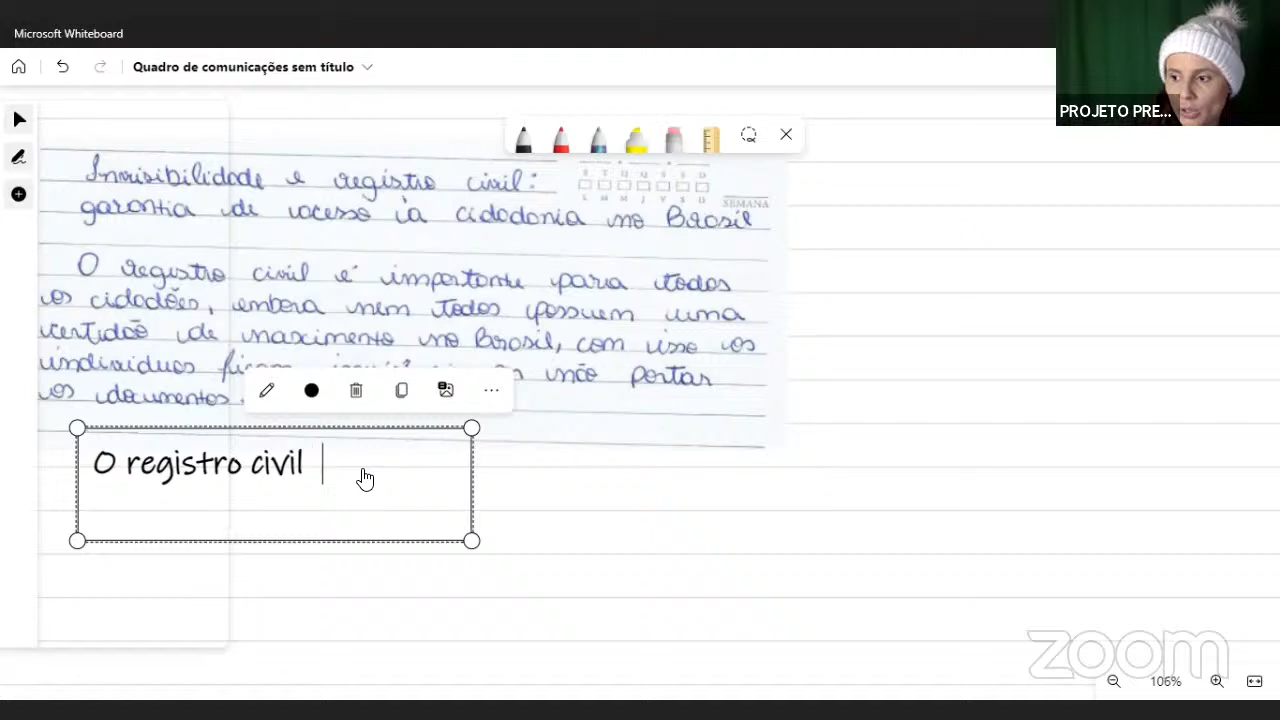 Microsoft Whiteboard
Quadro de comunicações sem título
PROJETO PRE...
Invisibilidade e registro civil:
garantia de acesso à cidadania no Brasil
S T Q Q S S D
L M M J V S D
SEMANA
O registro civil é importante para todos
os cidadões, embora nem todos possuem uma
certidão de nascimento no Brasil, com isso os
indivíduos ficam não portar
os documentos.
O registro civil
zoom
106%